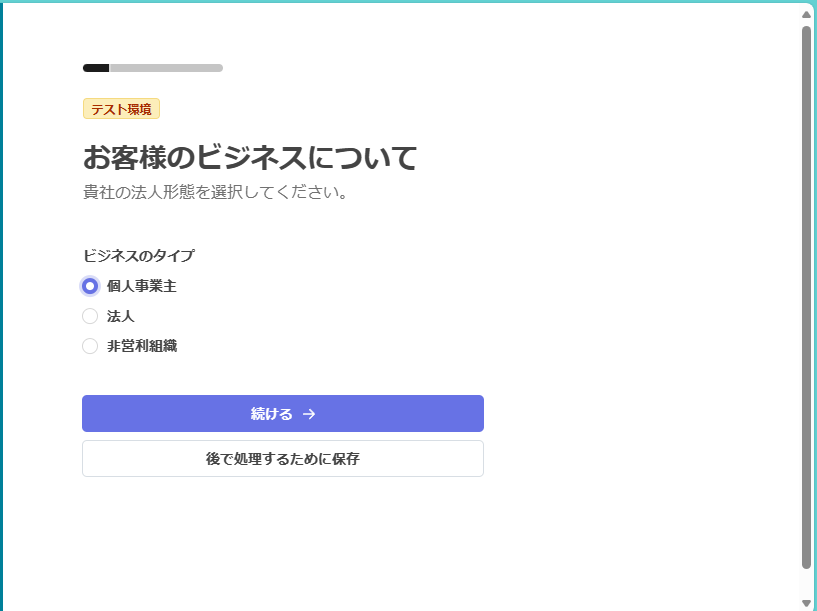 テスト環境
お客様のビジネスについて
貴社の法人形態を選択してください。
ビジネスのタイプ
個人事業主
法人
非営利組織
続ける →
後で処理するために保存